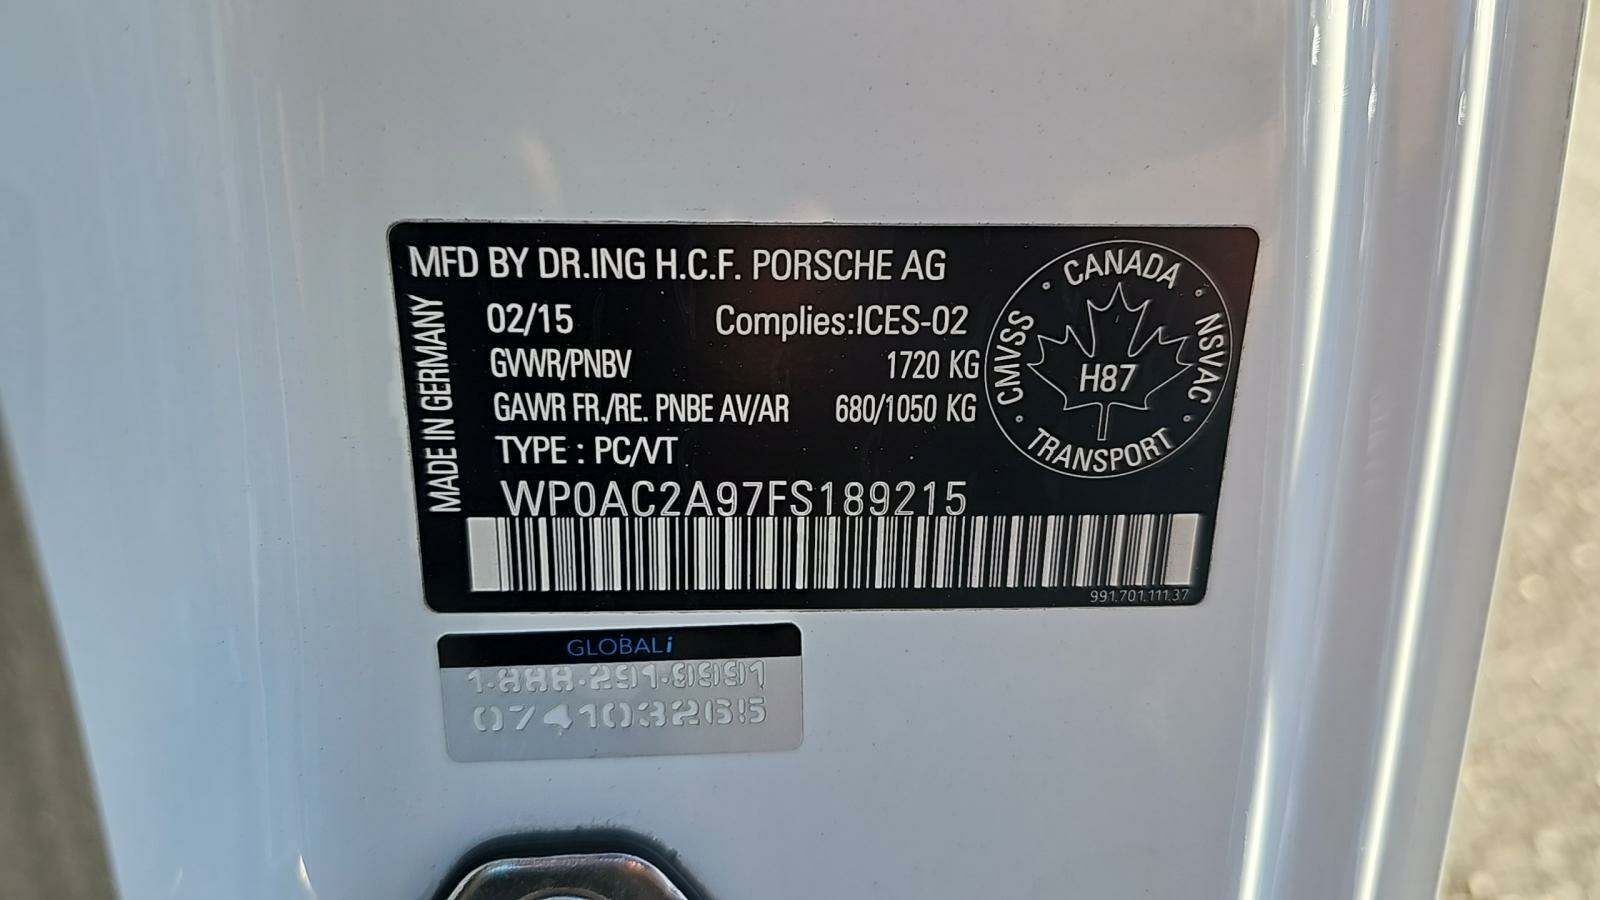 MFD BY DR.ING H.C.F. PORSCHE AG
MADE IN GERMANY
02/15 Complies:ICES-02
GVWR/PNBV 1720 KG
GAWR FR./RE. PNBE AV/AR 680/1050 KG
TYPE : PC/VT
WP0AC2A97FS189215
991.701.111.37
CANADA
CMVSS NSVAC
H87
TRANSPORT
GLOBALi
1-888-291-9991
074103265